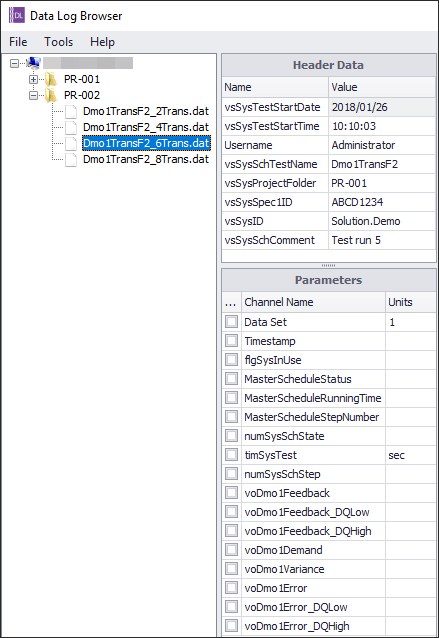 DL Data Log Browser
File Tools Help
PR-001
PR-002
Dmo1TransF2_2Trans.dat
Dmo1TransF2_4Trans.dat
Dmo1TransF2_6Trans.dat
Dmo1TransF2_8Trans.dat
Header Data
Name Value
vsSysTestStartDate 2018/01/26
vsSysTestStartTime 10:10:03
Username Administrator
vsSysSchTestName Dmo1TransF2
vsSysProjectFolder PR-001
vsSysSpec1ID ABCD1234
vsSysID Solution.Demo
vsSysSchComment Test run 5
Parameters
... Channel Name Units
Data Set 1
Timestamp
flgSysInUse
MasterScheduleStatus
MasterScheduleRunningTime
MasterScheduleStepNumber
numSysSchState
timSysTest sec
numSysSchStep
voDmo1Feedback
voDmo1Feedback_DQLow
voDmo1Feedback_DQHigh
voDmo1Demand
voDmo1Variance
voDmo1Error
voDmo1Error_DQLow
voDmo1Error_DQHigh